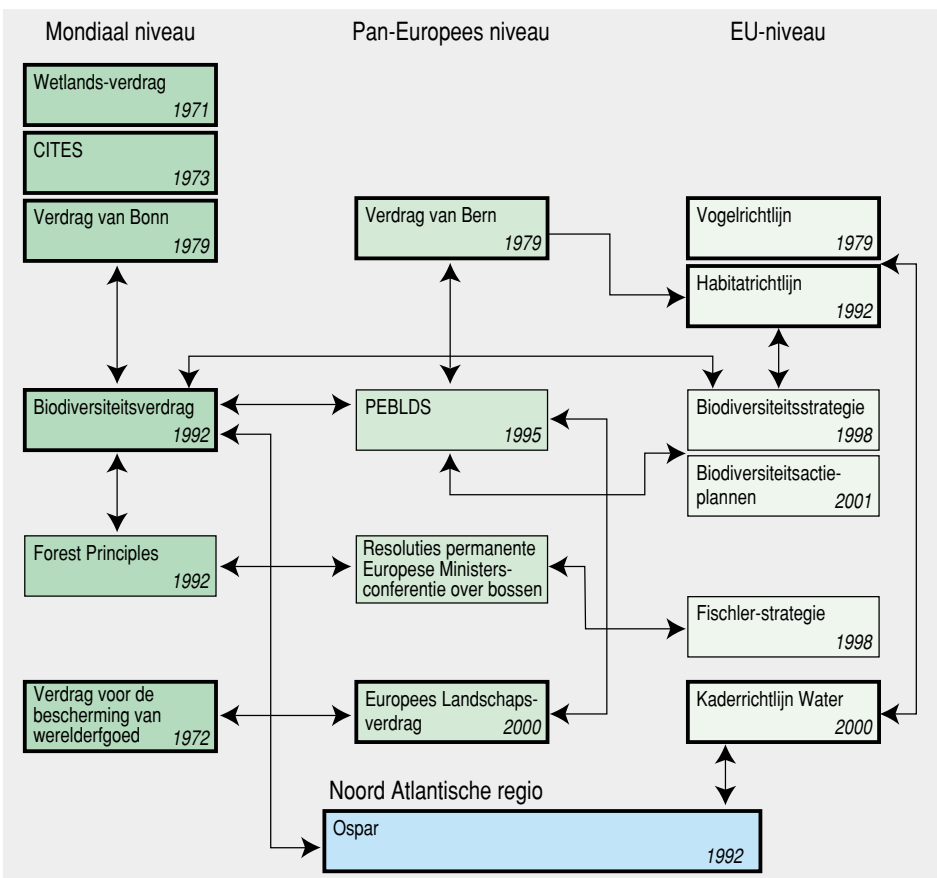 Mondiaal niveau
Pan-Europees niveau
EU-niveau
Wetlands-verdrag
1971
CITES
1973
Verdrag van Bonn
1979
Verdrag van Bern
1979
Vogelrichtlijn
1979
Habitatrichtlijn
1992
Biodiversiteitsverdrag
1992
PEBLDS
1995
Biodiversiteitsstrategie
1998
Biodiversiteitsactie-
plannen 2001
Forest Principles
1992
Resoluties permanente
Europese Ministers-
conferentie over bossen
Fischler-strategie
1998
Verdrag voor de
bescherming van
werelderfgoed 1972
Europees Landschaps-
verdrag 2000
Kaderrichtlijn Water
2000
Noord Atlantische regio
Ospar
1992